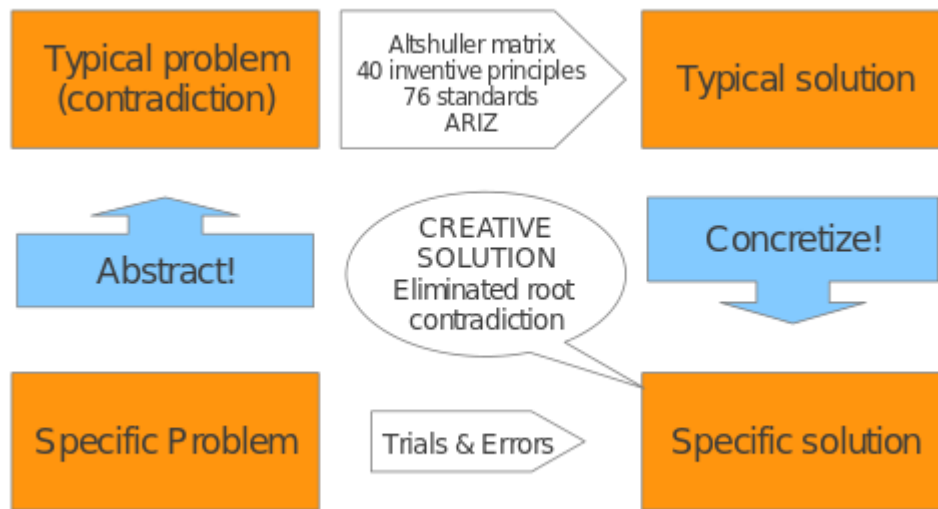 Typical problem
(contradiction)
Altshuller matrix
40 inventive principles
76 standards
ARIZ
Typical solution
Abstract!
CREATIVE
SOLUTION
Eliminated root
contradiction
Concretize!
Specific Problem
Trials & Errors
Specific solution